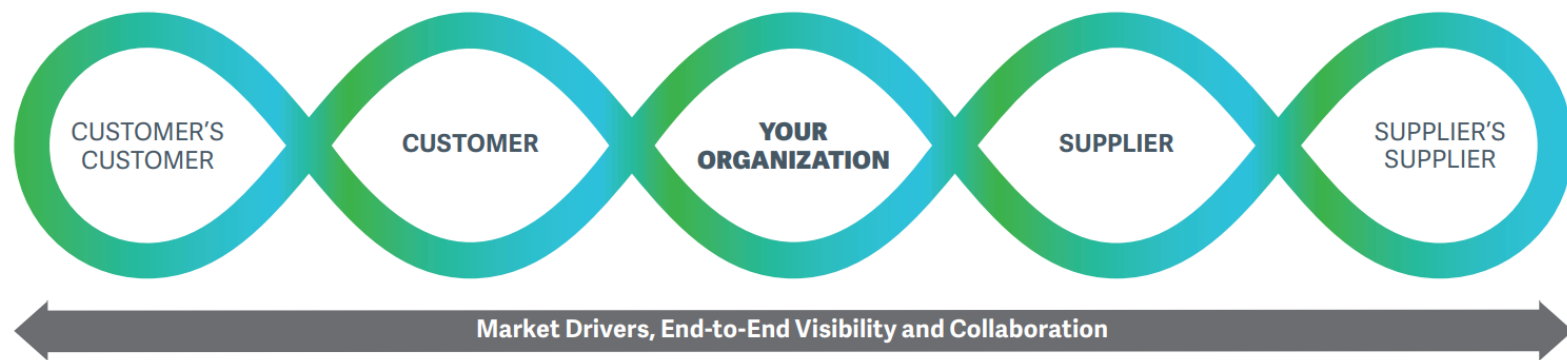 CUSTOMER’S
CUSTOMER
CUSTOMER
YOUR
ORGANIZATION
SUPPLIER
SUPPLIER’S
SUPPLIER
Market Drivers, End-to-End Visibility and Collaboration